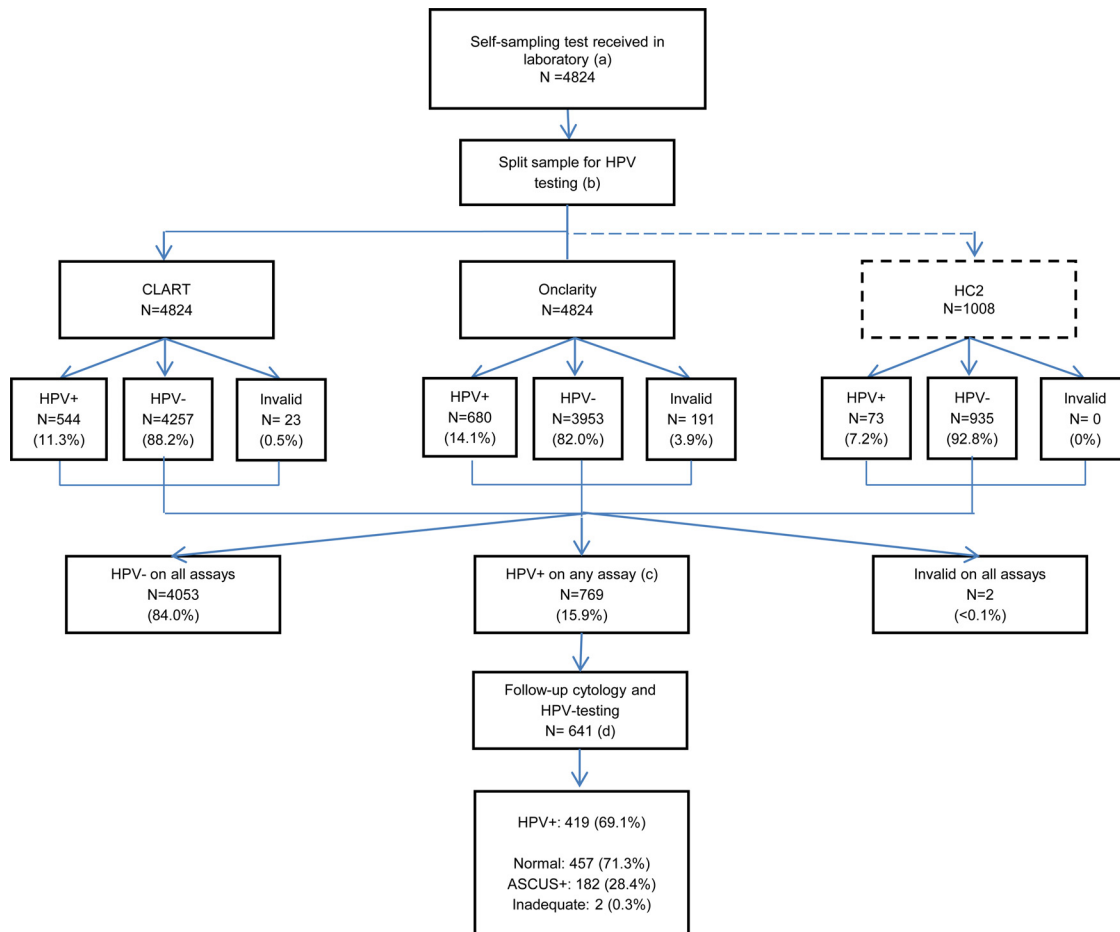 Self-sampling test received in
laboratory (a)
N =4824
Split sample for HPV
testing (b)
CLART
N=4824
Onclarity
N=4824
HC2
N=1008
HPV+
N=544
(11.3%)
HPV-
N=4257
(88.2%)
Invalid
N= 23
(0.5%)
HPV+
N=680
(14.1%)
HPV-
N=3953
(82.0%)
Invalid
N= 191
(3.9%)
HPV+
N=73
(7.2%)
HPV-
N=935
(92.8%)
Invalid
N= 0
(0%)
HPV- on all assays
N=4053
(84.0%)
HPV+ on any assay (c)
N=769
(15.9%)
Invalid on all assays
N=2
(<0.1%)
Follow-up cytology and
HPV-testing
N= 641 (d)
HPV+: 419 (69.1%)
Normal: 457 (71.3%)
ASCUS+: 182 (28.4%)
Inadequate: 2 (0.3%)